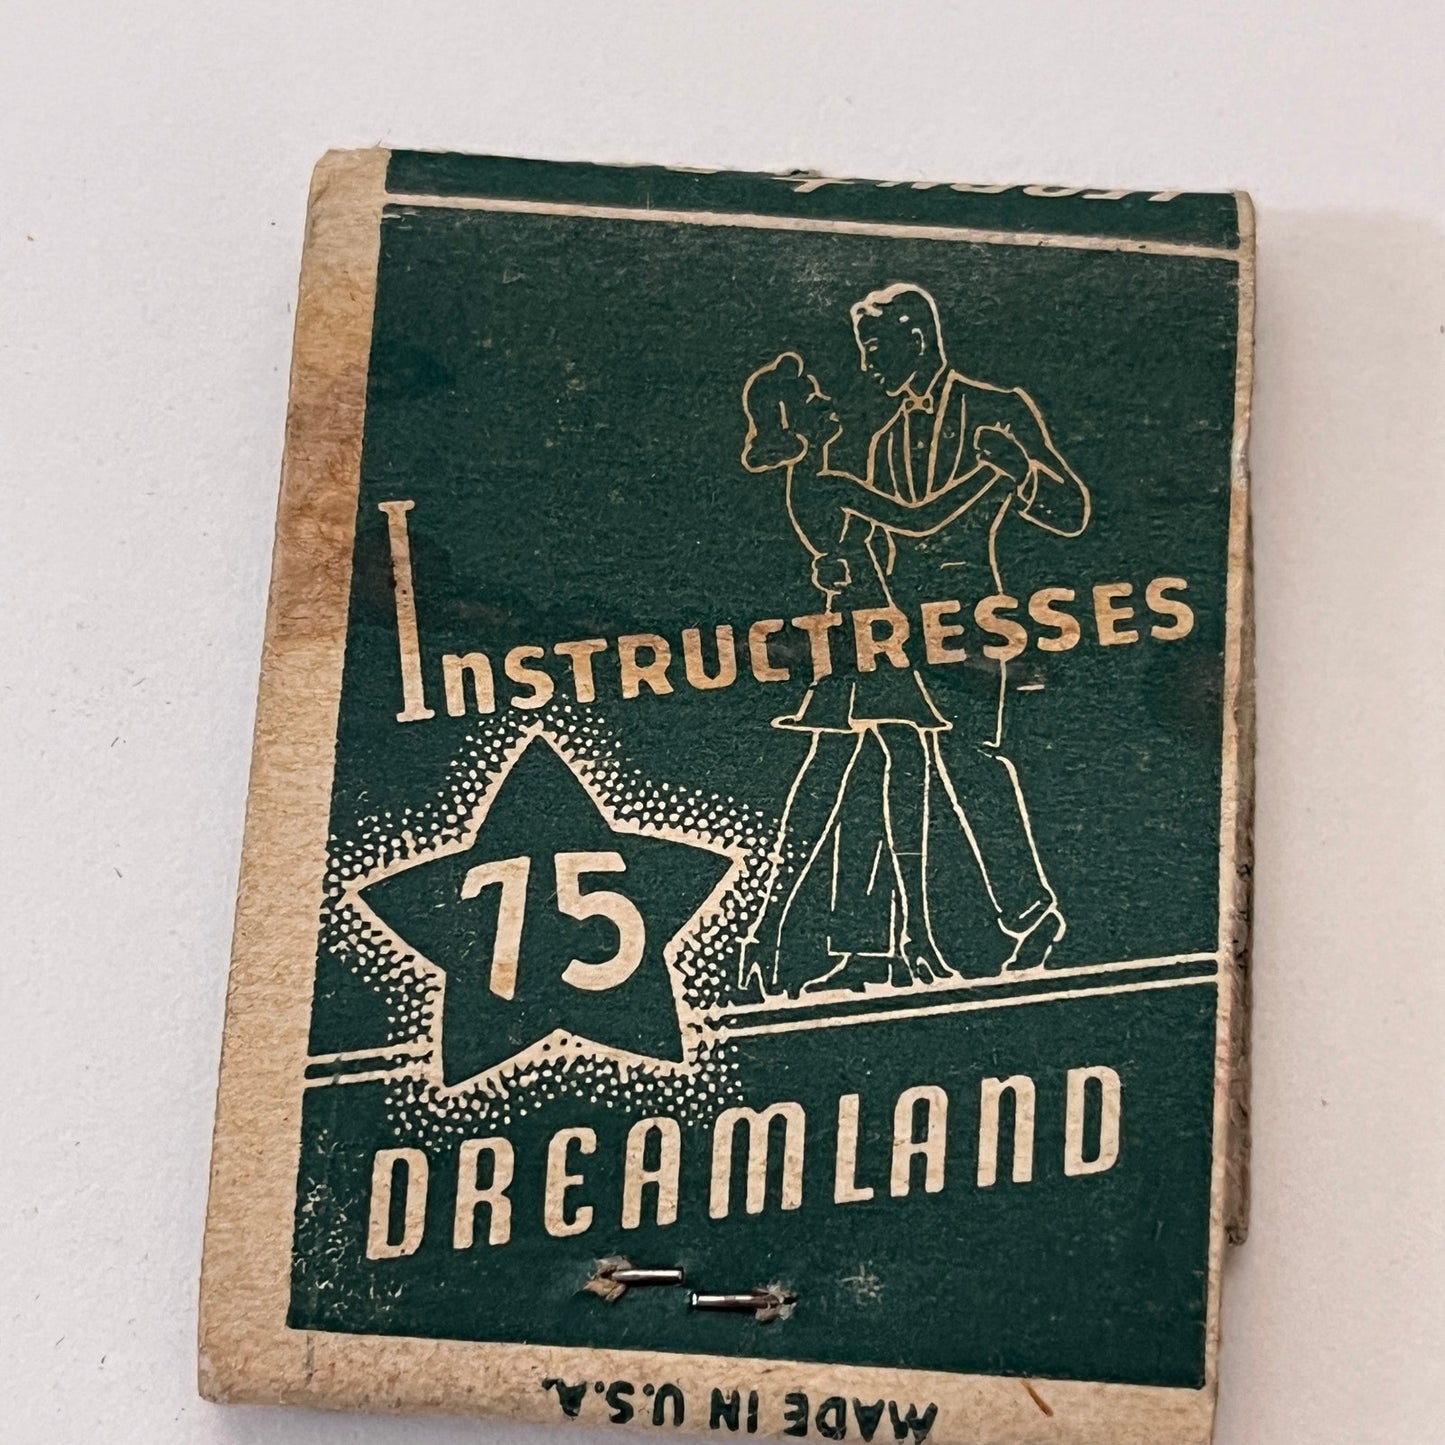 Instructresses
75
Dreamland
MADE IN U.S.A.